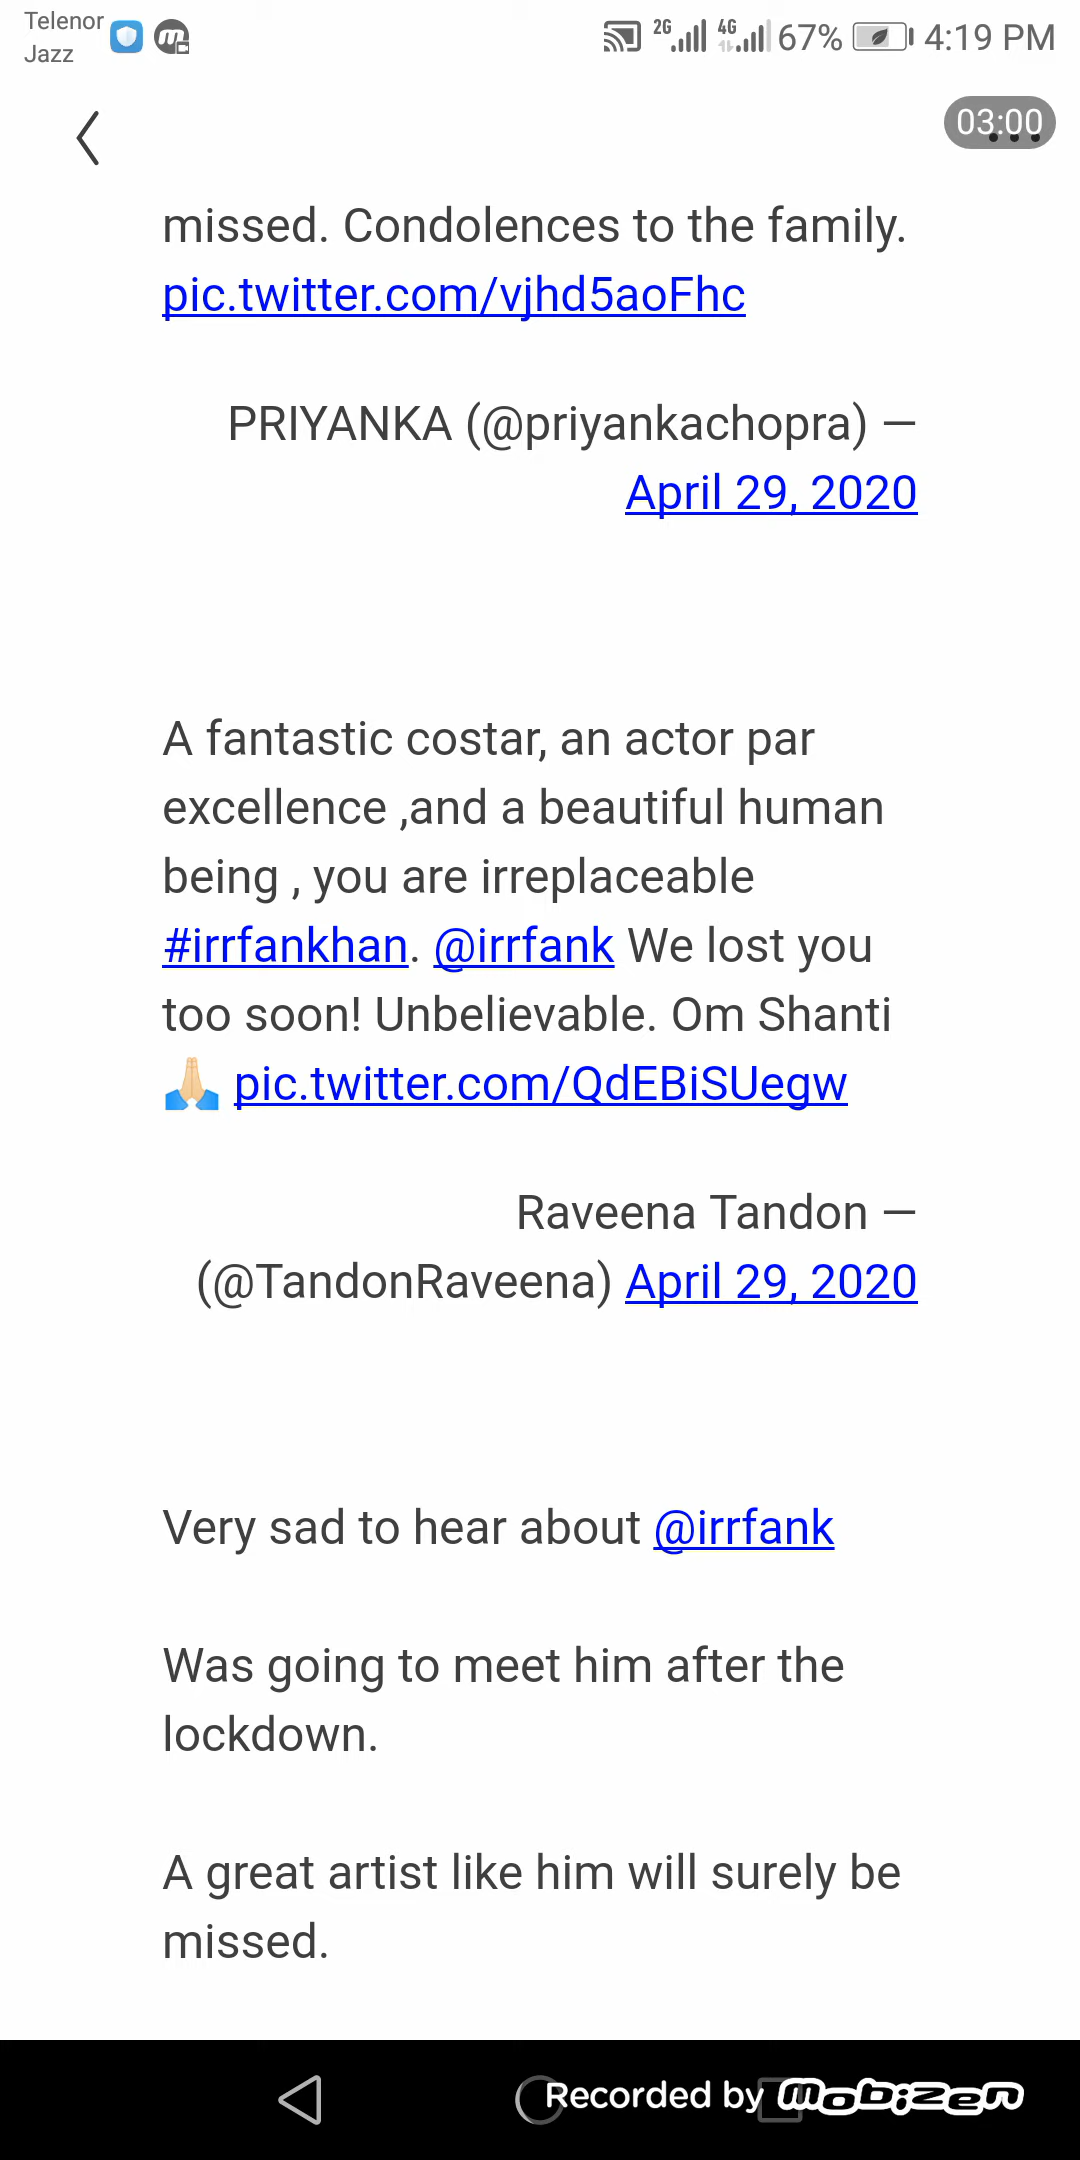 Telenor
Jazz
2G 4G 67% 4:19 PM
03:00
missed. Condolences to the family.
pic.twitter.com/vjhd5aoFhc
PRIYANKA (@priyankachopra) —
April 29, 2020
A fantastic costar, an actor par
excellence ,and a beautiful human
being , you are irreplaceable
#irrfankhan. @irrfank We lost you
too soon! Unbelievable. Om Shanti
🙏🏻 pic.twitter.com/QdEBiSUegw
Raveena Tandon —
(@TandonRaveena) April 29, 2020
Very sad to hear about @irrfank
Was going to meet him after the
lockdown.
A great artist like him will surely be
missed.
Recorded by mobizen